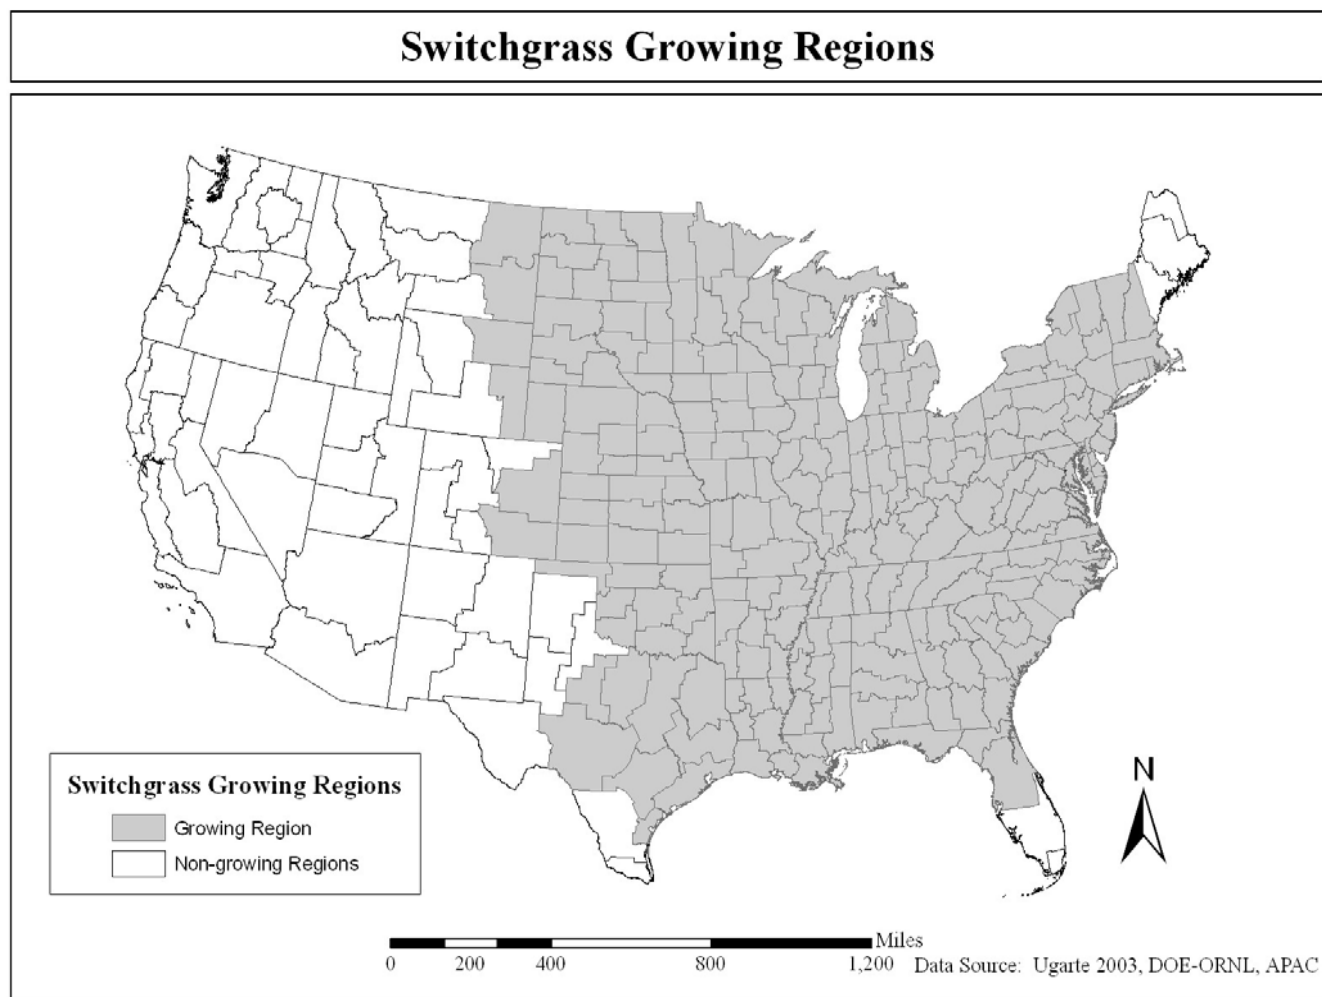 Switchgrass Growing Regions
N
Switchgrass Growing Regions
Growing Region
Non-growing Regions
Miles
0 200 400 800 1,200
Data Source: Ugarte 2003, DOE-ORNL, APAC